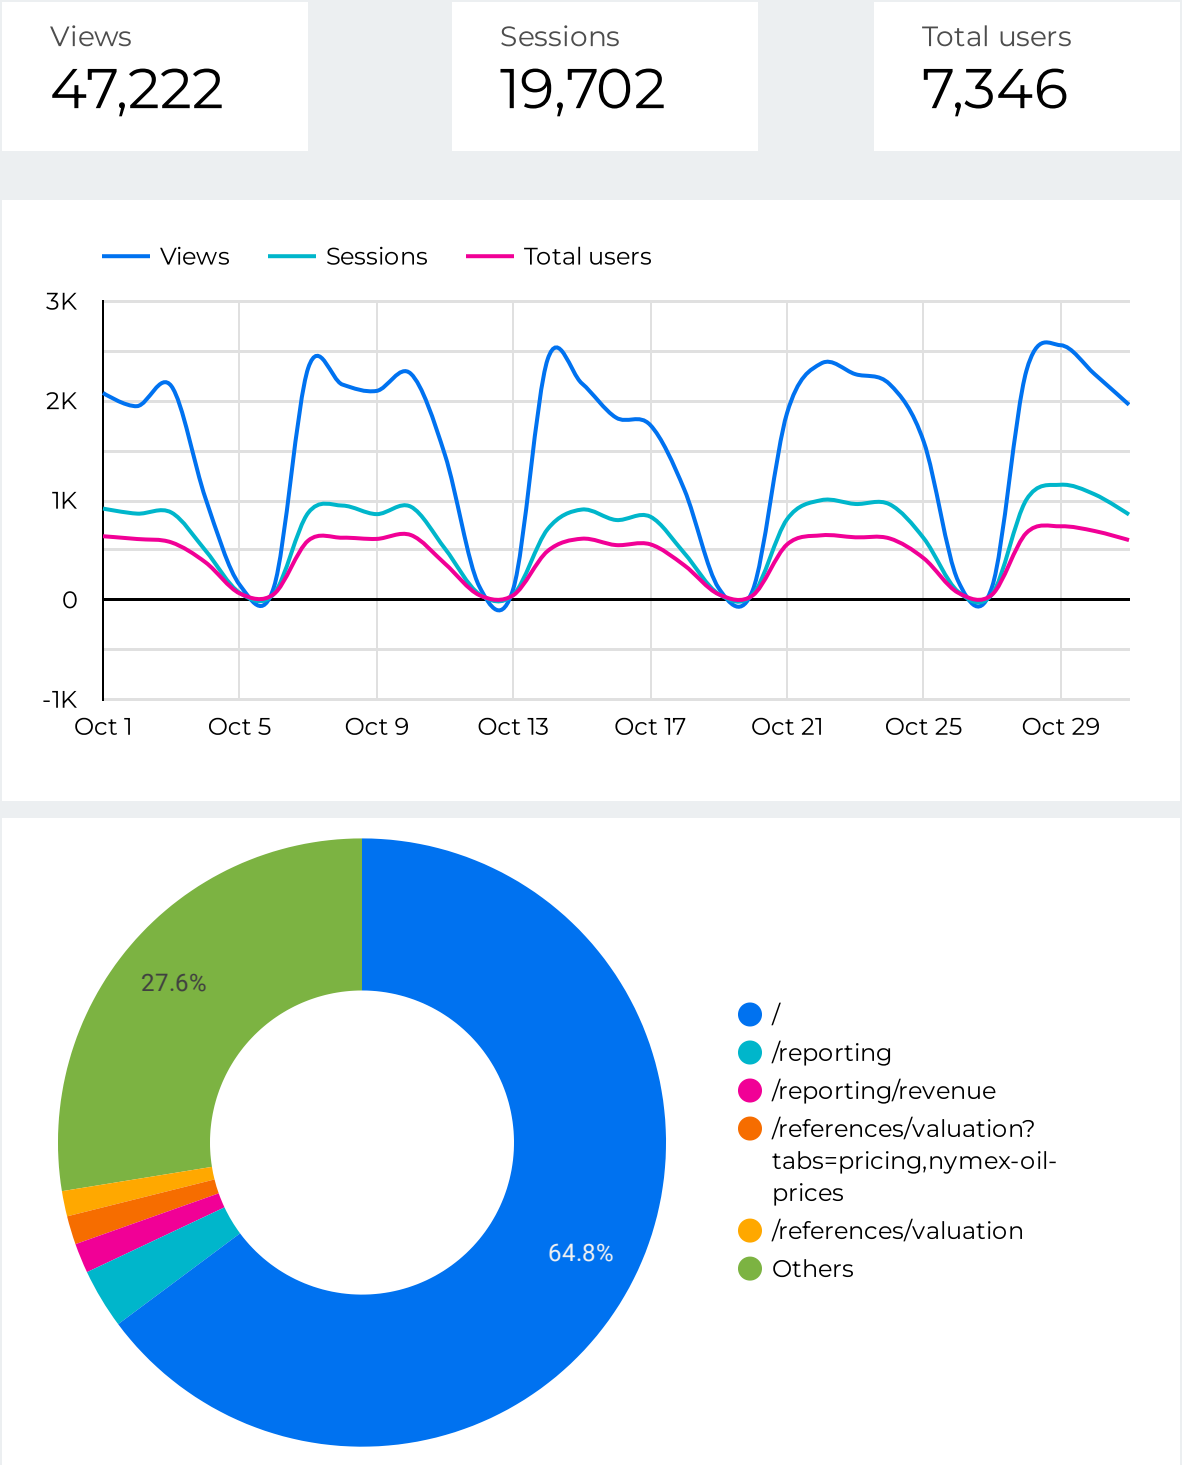 Views
47,222
Sessions
19,702
Total users
7,346
Views
Sessions
Total users
3K
2K
1K
0
-1K
Oct 1
Oct 5
Oct 9
Oct 13
Oct 17
Oct 21
Oct 25
Oct 29
27.6%
64.8%
/
/reporting
/reporting/revenue
/references/valuation?
tabs=pricing,nymex-oil-
prices
/references/valuation
Others